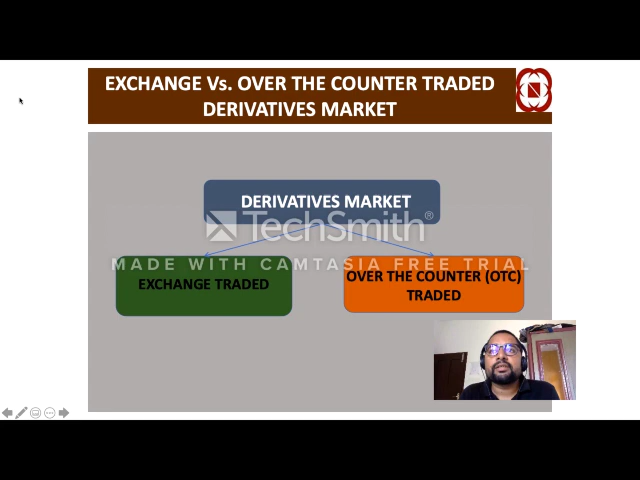 EXCHANGE Vs. OVER THE COUNTER TRADED
DERIVATIVES MARKET
DERIVATIVES MARKET
TechSmith®
MADE WITH CAMTASIA FREE TRIAL
EXCHANGE TRADED
OVER THE COUNTER (OTC)
TRADED